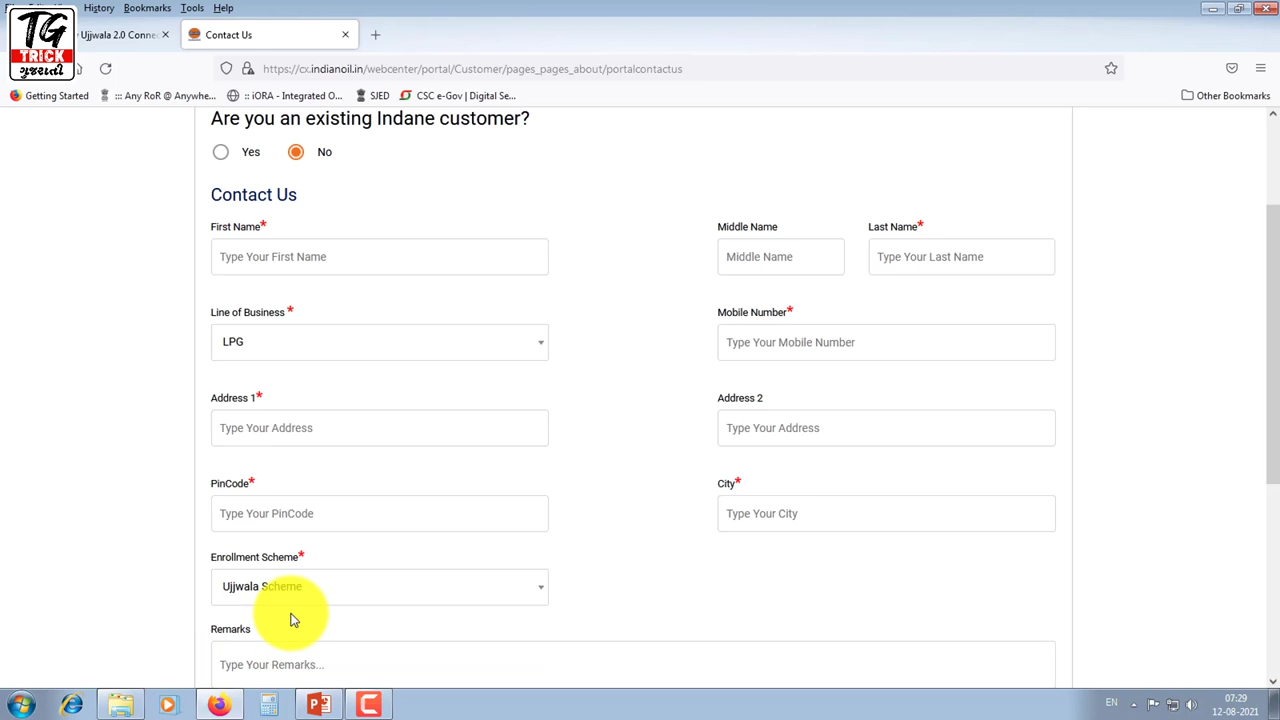 History Bookmarks Tools Help
TG
TRICK
ગુજરાતી
Ujjwala 2.0 Connec
Contact Us
https://cx.indianoil.in/webcenter/portal/Customer/pages_pages_about/portalcontactus
Getting Started
::: Any RoR @ Anywhe...
:: iORA - Integrated O...
SJED
CSC e-Gov | Digital Se...
Other Bookmarks
Are you an existing Indane customer?
Yes No
Contact Us
First Name* Middle Name Last Name*
Type Your First Name Middle Name Type Your Last Name
Line of Business * Mobile Number*
LPG Type Your Mobile Number
Address 1* Address 2
Type Your Address Type Your Address
PinCode* City*
Type Your PinCode Type Your City
Enrollment Scheme*
Ujjwala Scheme
Remarks
Type Your Remarks...
EN
07:29
12-08-2021